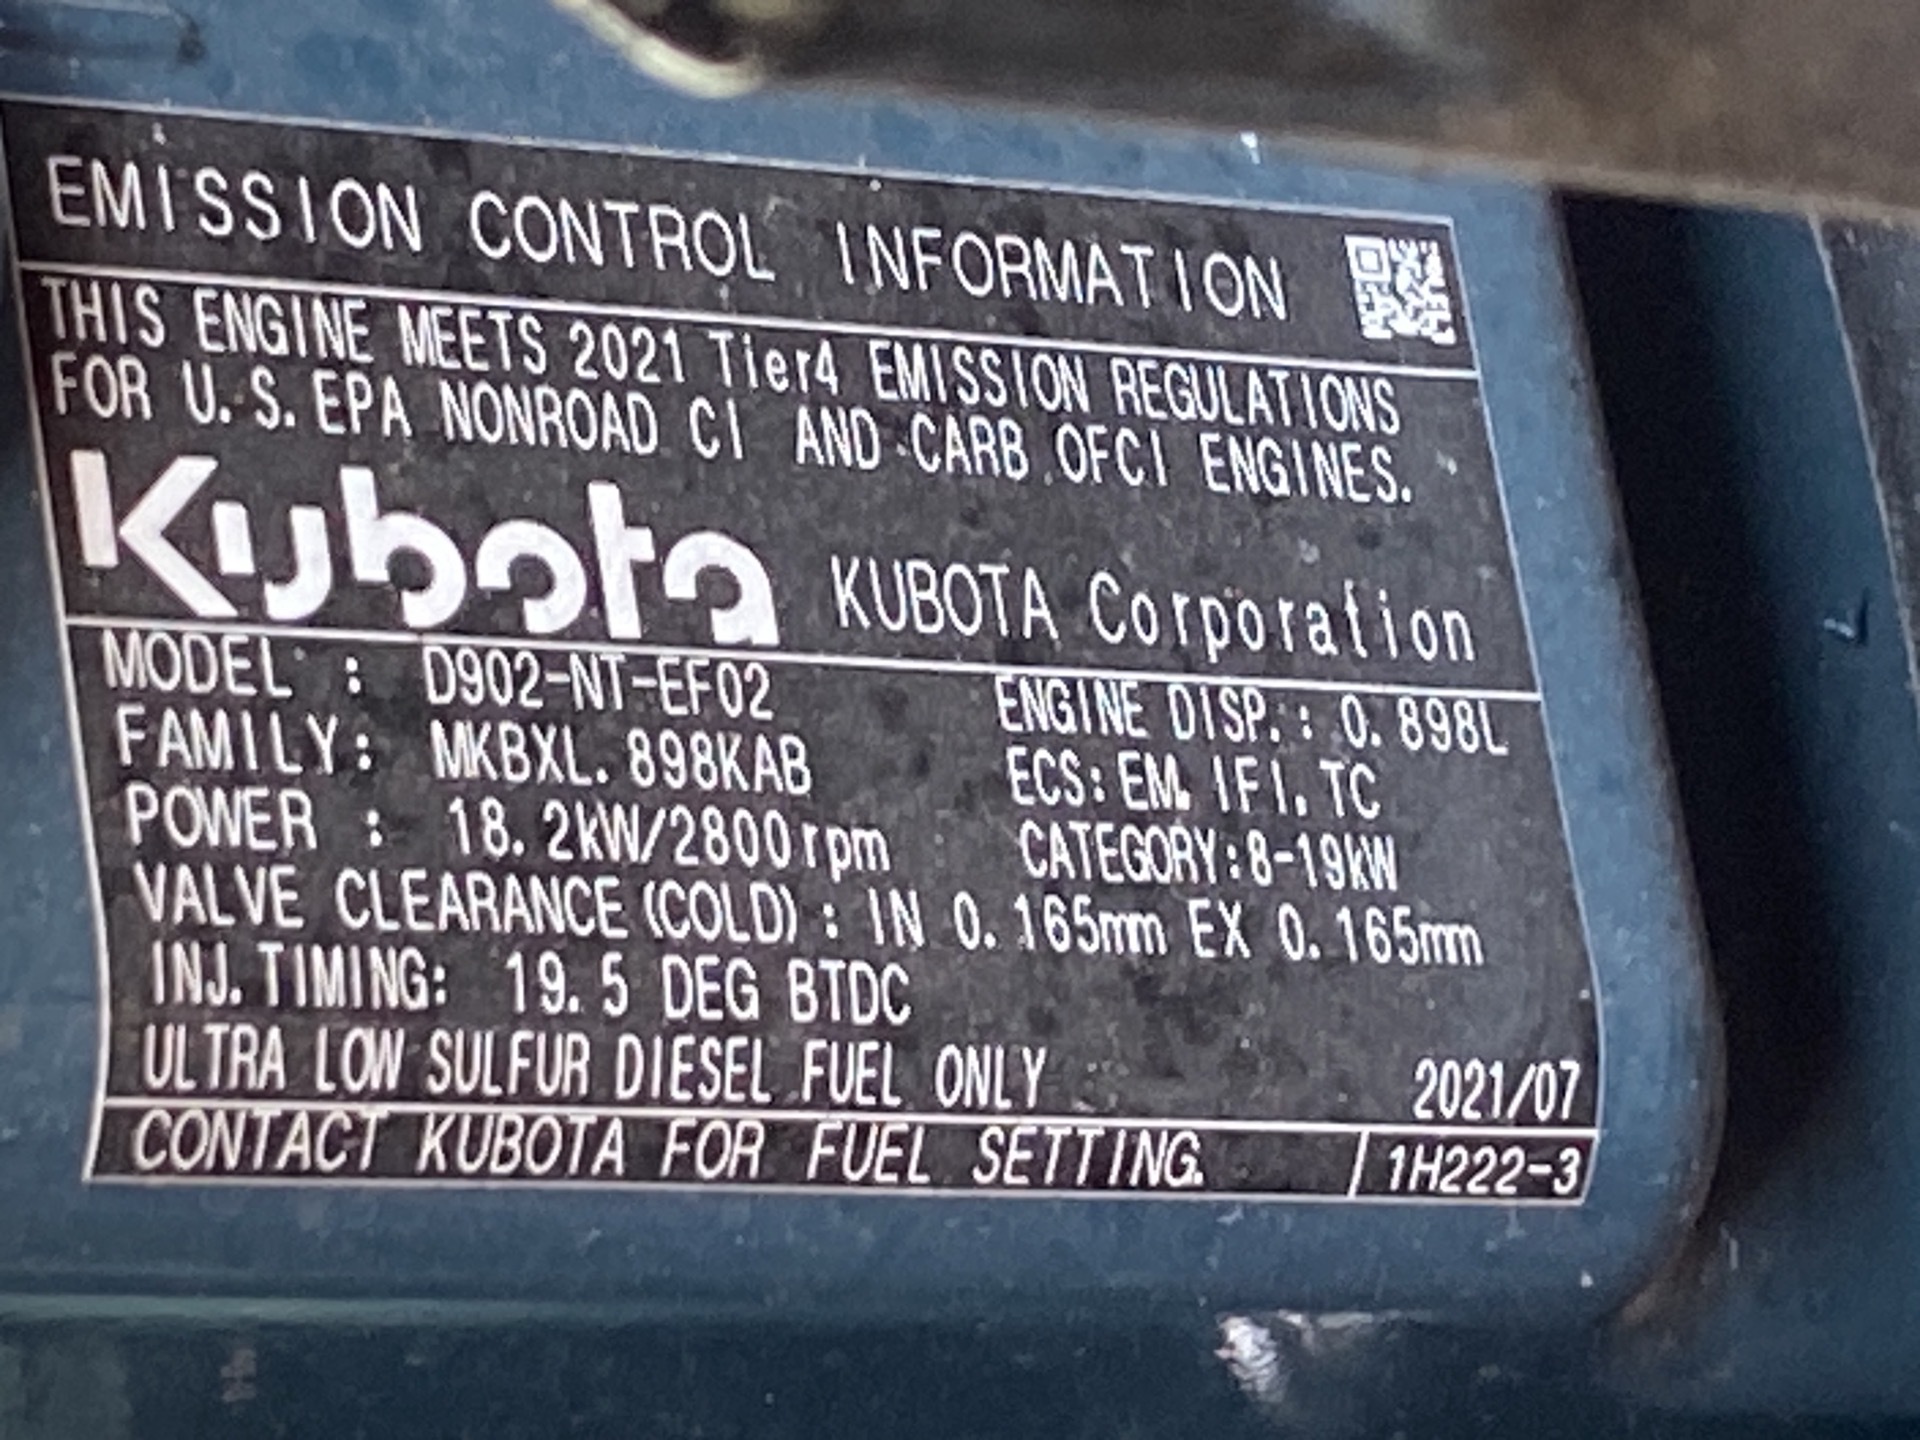 EMISSION CONTROL INFORMATION
THIS ENGINE MEETS 2021 Tier4 EMISSION REGULATIONS
FOR U.S.EPA NONROAD CI AND CARB OFCI ENGINES.
Kubota KUBOTA Corporation
MODEL : D902-NT-EF02 ENGINE DISP.: 0.898L
FAMILY: MKBXL.898KAB ECS:EM. IFI.TC
POWER : 18.2kW/2800rpm CATEGORY:8-19kW
VALVE CLEARANCE(COLD): IN 0.165mm EX 0.165mm
INJ.TIMING: 19.5 DEG BTDC
ULTRA LOW SULFUR DIESEL FUEL ONLY 2021/07
CONTACT KUBOTA FOR FUEL SETTING. 1H222-3